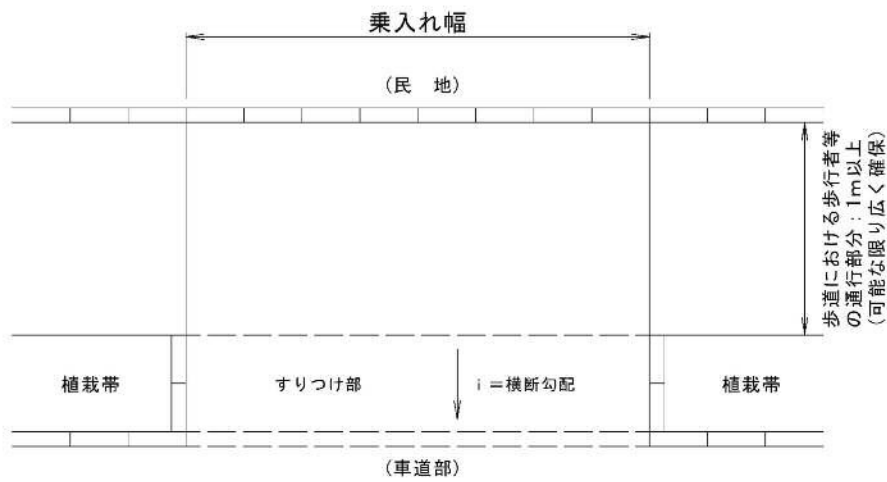 乗入れ幅
(民 地)
歩道における歩行者等
の通行部分：1m以上
(可能な限り広く確保)
植栽帯
すりつけ部
i＝横断勾配
植栽帯
(車道部)